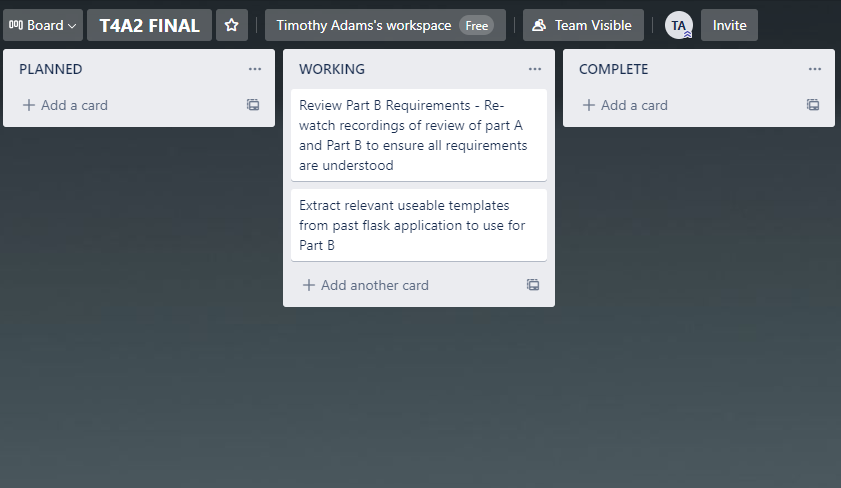 Board T4A2 FINAL Timothy Adams's workspace Free Team Visible TA Invite
PLANNED
Add a card
WORKING
Review Part B Requirements - Re-
watch recordings of review of part A
and Part B to ensure all requirements
are understood
Extract relevant useable templates
from past flask application to use for
Part B
Add another card
COMPLETE
Add a card